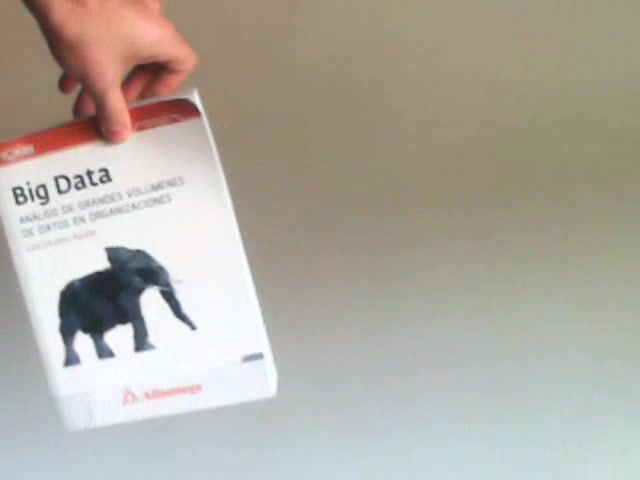 Big Data
ANÁLISIS DE GRANDES VOLÚMENES
DE DATOS EN ORGANIZACIONES
Alfaomega